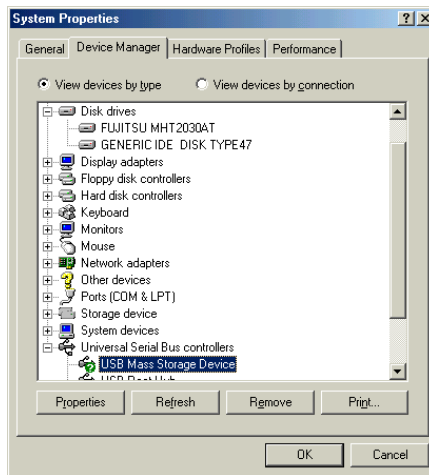 System Properties
General Device Manager Hardware Profiles Performance
View devices by type View devices by connection
Disk drives
FUJITSU MHT2030AT
GENERIC IDE DISK TYPE47
Display adapters
Floppy disk controllers
Hard disk controllers
Keyboard
Monitors
Mouse
Network adapters
Other devices
Ports (COM & LPT)
Storage device
System devices
Universal Serial Bus controllers
USB Mass Storage Device
USB Root Hub
Properties Refresh Remove Print...
OK Cancel